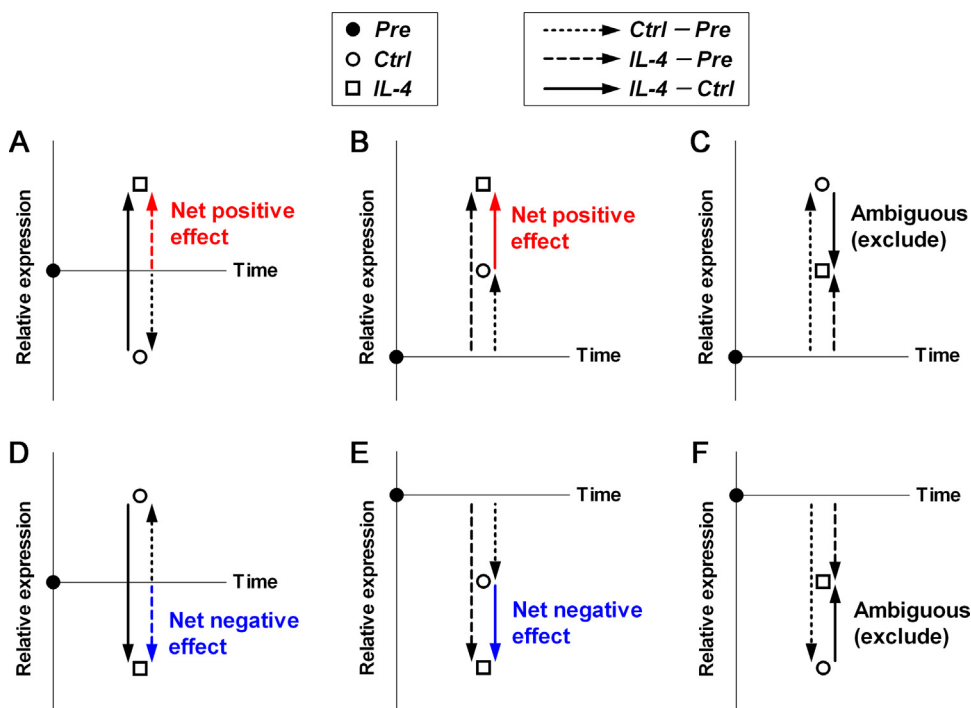 Pre
Ctrl
IL-4
Ctrl – Pre
IL-4 – Pre
IL-4 – Ctrl
A
Relative expression
Net positive
effect
Time
B
Relative expression
Net positive
effect
Time
C
Relative expression
Ambiguous
(exclude)
Time
D
Relative expression
Time
Net negative
effect
E
Relative expression
Time
Net negative
effect
F
Relative expression
Time
Ambiguous
(exclude)